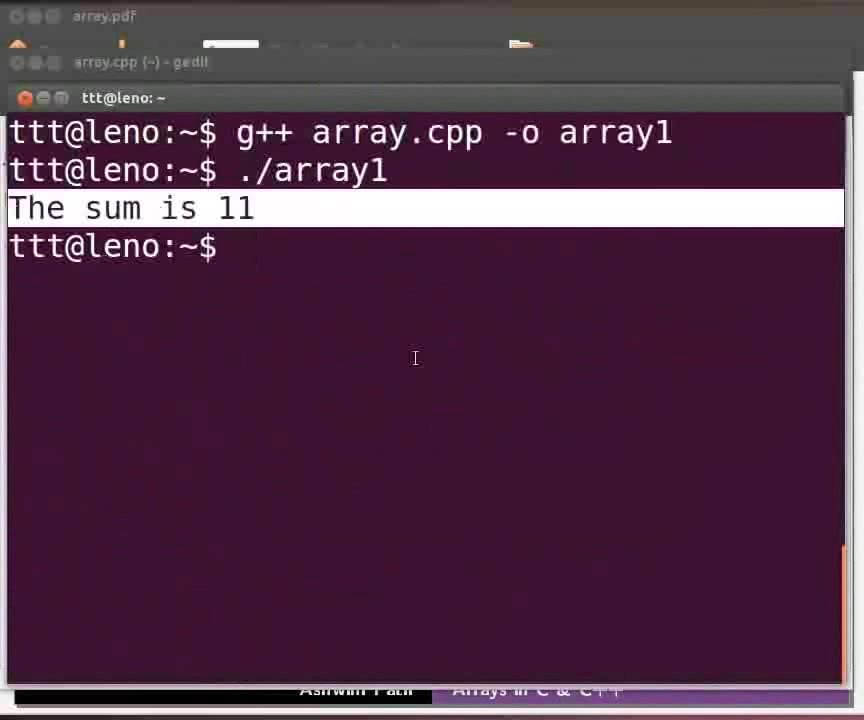 array.pdf
array.cpp (~) - gedit
ttt@leno: ~
ttt@leno:~$ g++ array.cpp -o array1
ttt@leno:~$ ./array1
The sum is 11
ttt@leno:~$
Arrays in C & C++